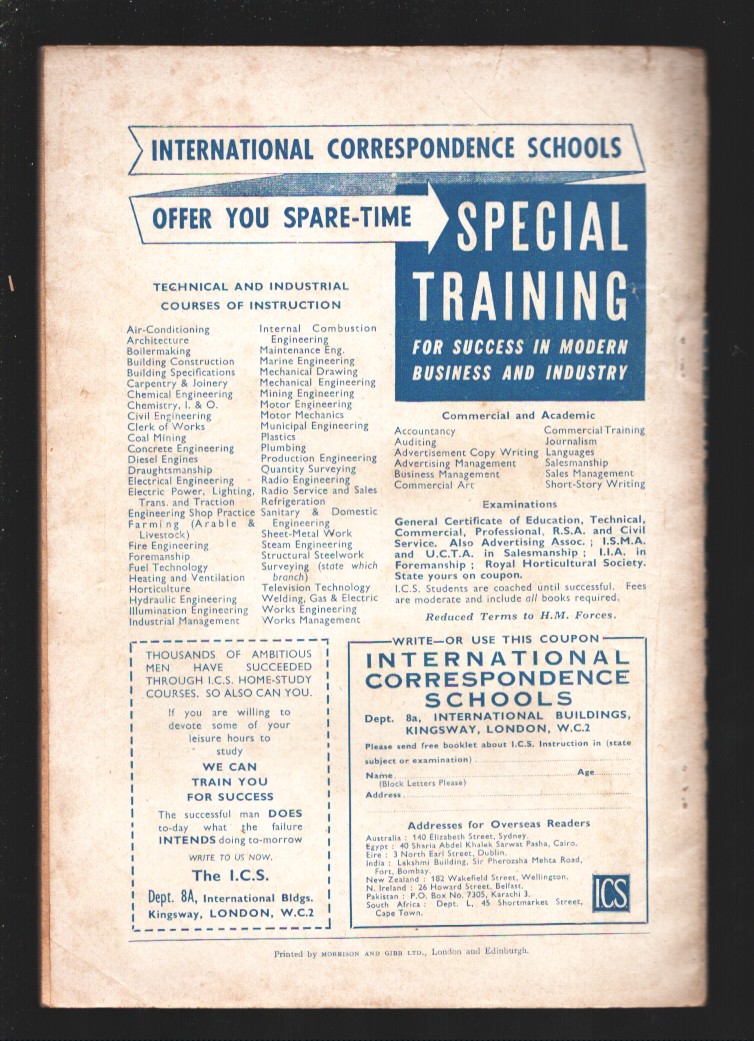 INTERNATIONAL CORRESPONDENCE SCHOOLS
OFFER YOU SPARE-TIME
SPECIAL
TRAINING
FOR SUCCESS IN MODERN
BUSINESS AND INDUSTRY
TECHNICAL AND INDUSTRIAL
COURSES OF INSTRUCTION
Air-Conditioning
Architecture
Boilermaking
Building Construction
Building Specifications
Carpentry & Joinery
Chemical Engineering
Chemistry, I. & O.
Civil Engineering
Clerk of Works
Coal Mining
Concrete Engineering
Diesel Engines
Draughtsmanship
Electrical Engineering
Electric Power, Lighting,
Trans. and Traction
Engineering Shop Practice
Farming (Arable &
Livestock)
Fire Engineering
Foremanship
Fuel Technology
Heating and Ventilation
Horticulture
Hydraulic Engineering
Illumination Engineering
Industrial Management
Internal Combustion
Engineering
Maintenance Eng.
Marine Engineering
Mechanical Drawing
Mechanical Engineering
Mining Engineering
Motor Engineering
Motor Mechanics
Municipal Engineering
Plastics
Plumbing
Production Engineering
Quantity Surveying
Radio Engineering
Radio Service and Sales
Refrigeration
Sanitary & Domestic
Engineering
Sheet-Metal Work
Steam Engineering
Structural Steelwork
Surveying (state which
branch)
Television Technology
Welding, Gas & Electric
Works Engineering
Works Management
Commercial and Academic
Accountancy
Auditing
Advertisement Copy Writing
Advertising Management
Business Management
Commercial Art
Commercial Training
Journalism
Languages
Salesmanship
Sales Management
Short-Story Writing
Examinations
General Certificate of Education, Technical,
Commercial, Professional, R.S.A. and Civil
Service. Also Advertising Assoc.; I.S.M.A.
and U.C.T.A. in Salesmanship; I.I.A. in
Foremanship; Royal Horticultural Society.
State yours on coupon.
I.C.S. Students are coached until successful. Fees
are moderate and include all books required.
Reduced Terms to H.M. Forces.
THOUSANDS OF AMBITIOUS
MEN HAVE SUCCEEDED
THROUGH I.C.S. HOME-STUDY
COURSES. SO ALSO CAN YOU.
If you are willing to
devote some of your
leisure hours to
study
WE CAN
TRAIN YOU
FOR SUCCESS
The successful man DOES
to-day what the failure
INTENDS doing to-morrow
WRITE TO US NOW.
The I.C.S.
Dept. 8A, International Bldgs.
Kingsway, LONDON, W.C.2
WRITE—OR USE THIS COUPON
INTERNATIONAL
CORRESPONDENCE
SCHOOLS
Dept. 8a, INTERNATIONAL BUILDINGS,
KINGSWAY, LONDON, W.C.2
Please send free booklet about I.C.S. Instruction in (state
subject or examination)
Name Age
(Block Letters Please)
Address
Addresses for Overseas Readers
Australia: 140 Elizabeth Street, Sydney.
Egypt: 40 Sharia Abdel Khalek Sarwat Pasha, Cairo.
Eire: 3 North Earl Street, Dublin.
India: Lakshmi Building, Sir Pherozsha Mehta Road,
Fort, Bombay.
New Zealand: 182 Wakefield Street, Wellington.
N. Ireland: 26 Howard Street, Belfast.
Pakistan: P.O. Box No. 7305, Karachi 3.
South Africa: Dept. L, 45 Shortmarket Street,
Cape Town.
ICS
Printed by MORRISON AND GIBB LTD., London and Edinburgh.